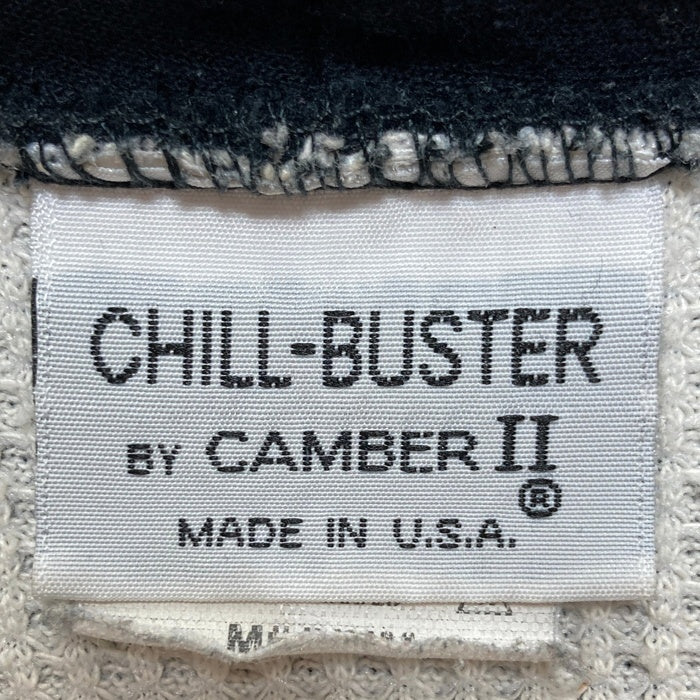 CHILL-BUSTER
BY CAMBER II
®
MADE IN U.S.A.